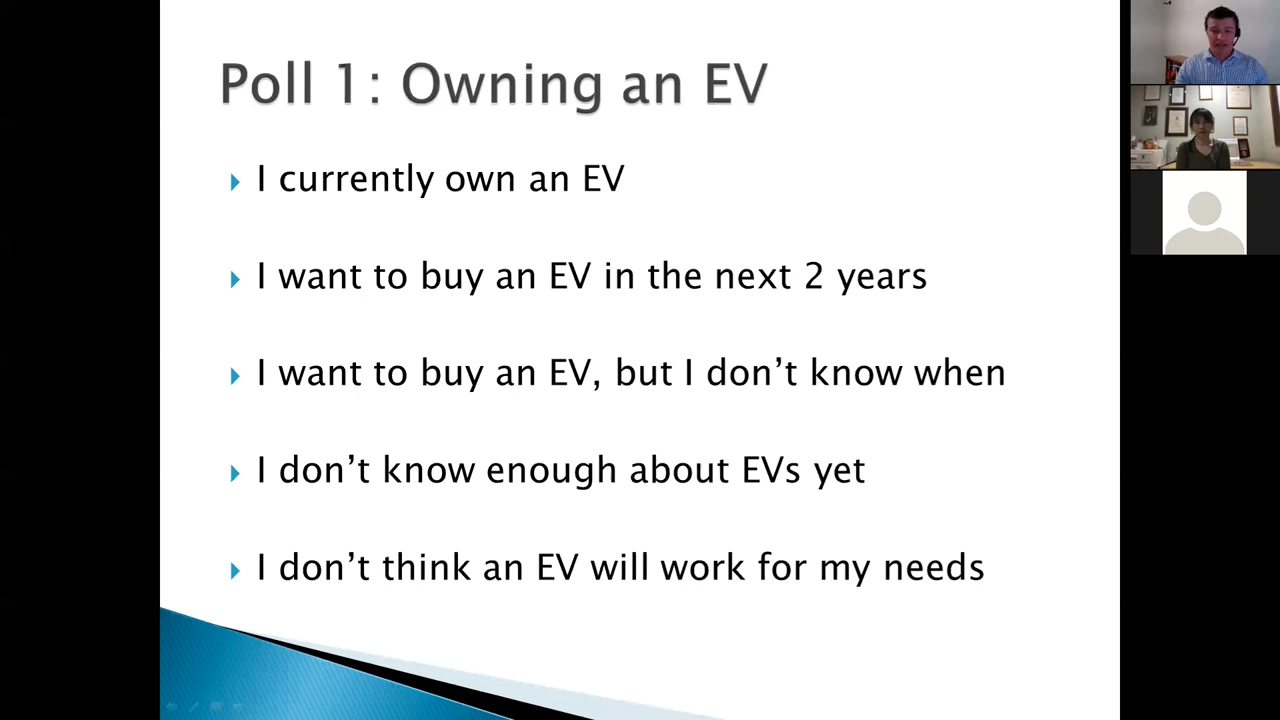 Poll 1: Owning an EV
I currently own an EV
I want to buy an EV in the next 2 years
I want to buy an EV, but I don’t know when
I don’t know enough about EVs yet
I don’t think an EV will work for my needs